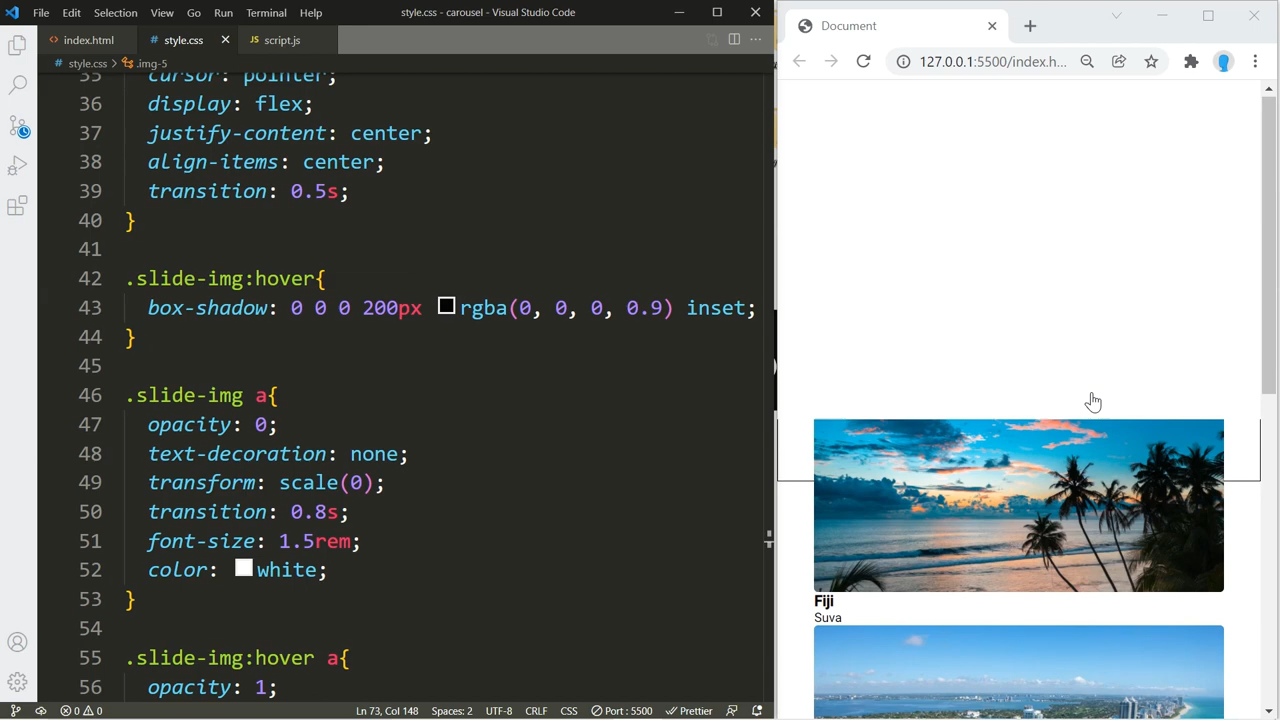 File Edit Selection View Go Run Terminal Help style.css - carousel - Visual Studio Code
index.html style.css script.js
style.css > .img-5
35 cursor: pointer;
36 display: flex;
37 justify-content: center;
38 align-items: center;
39 transition: 0.5s;
40 }
41
42 .slide-img:hover{
43 box-shadow: 0 0 0 200px rgba(0, 0, 0, 0.9) inset;
44 }
45
46 .slide-img a{
47 opacity: 0;
48 text-decoration: none;
49 transform: scale(0);
50 transition: 0.8s;
51 font-size: 1.5rem;
52 color: white;
53 }
54
55 .slide-img:hover a{
56 opacity: 1;
0 0 Ln 73, Col 148 Spaces: 2 UTF-8 CRLF CSS Port : 5500 Prettier
Document
127.0.0.1:5500/index.h...
Fiji
Suva